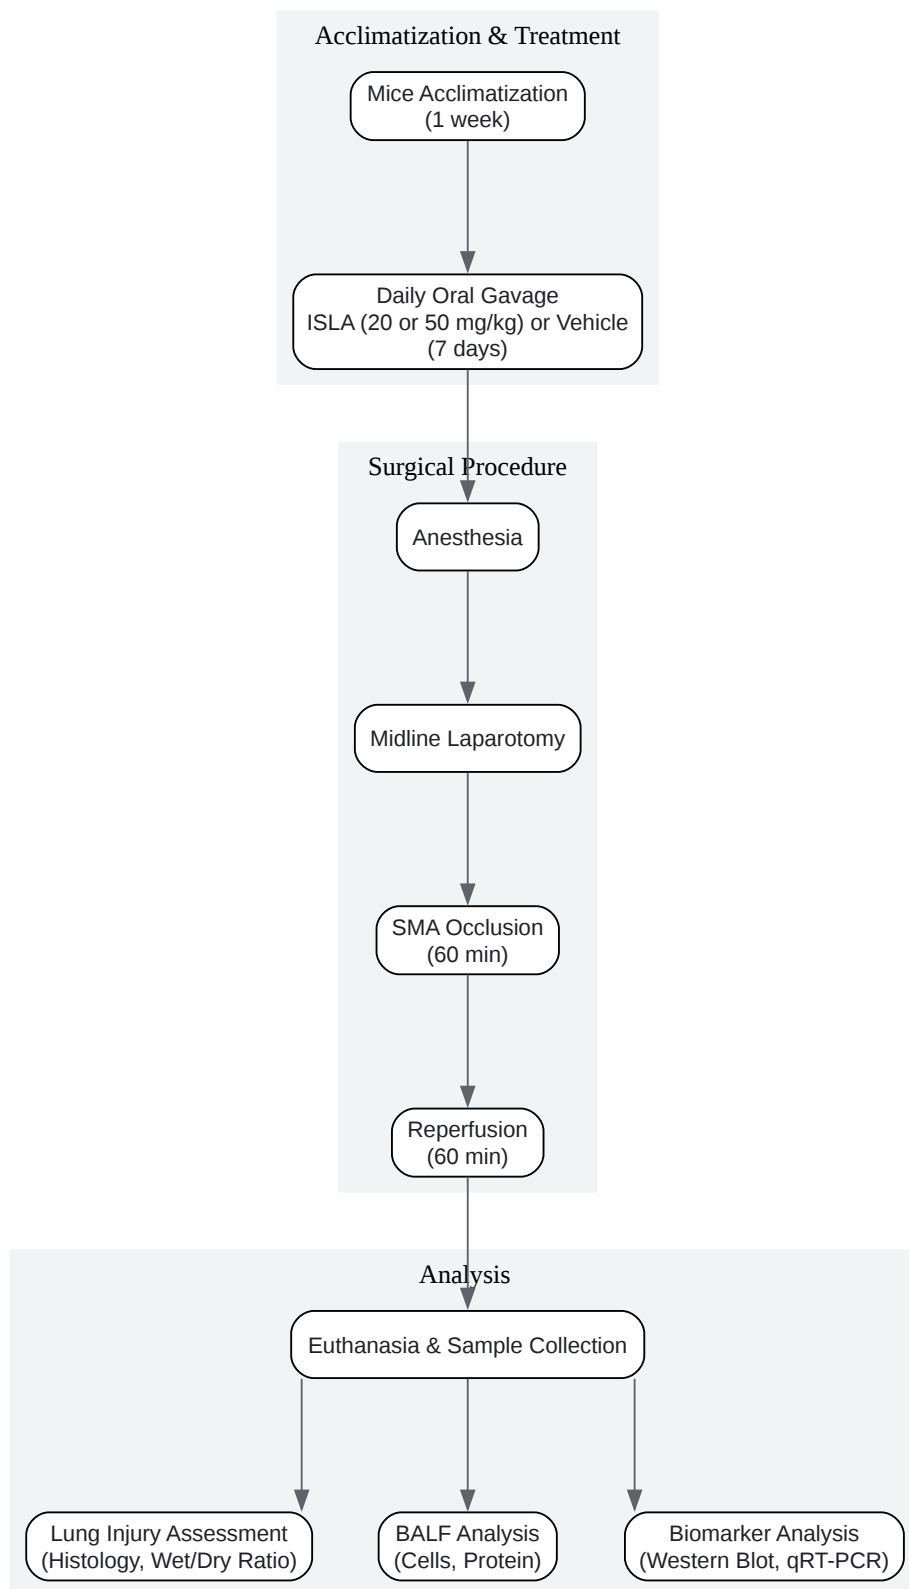 Acclimatization & Treatment
Mice Acclimatization
(1 week)
Daily Oral Gavage
ISLA (20 or 50 mg/kg) or Vehicle
(7 days)
Surgical Procedure
Anesthesia
Midline Laparotomy
SMA Occlusion
(60 min)
Reperfusion
(60 min)
Analysis
Euthanasia & Sample Collection
Lung Injury Assessment
(Histology, Wet/Dry Ratio)
BALF Analysis
(Cells, Protein)
Biomarker Analysis
(Western Blot, qRT-PCR)